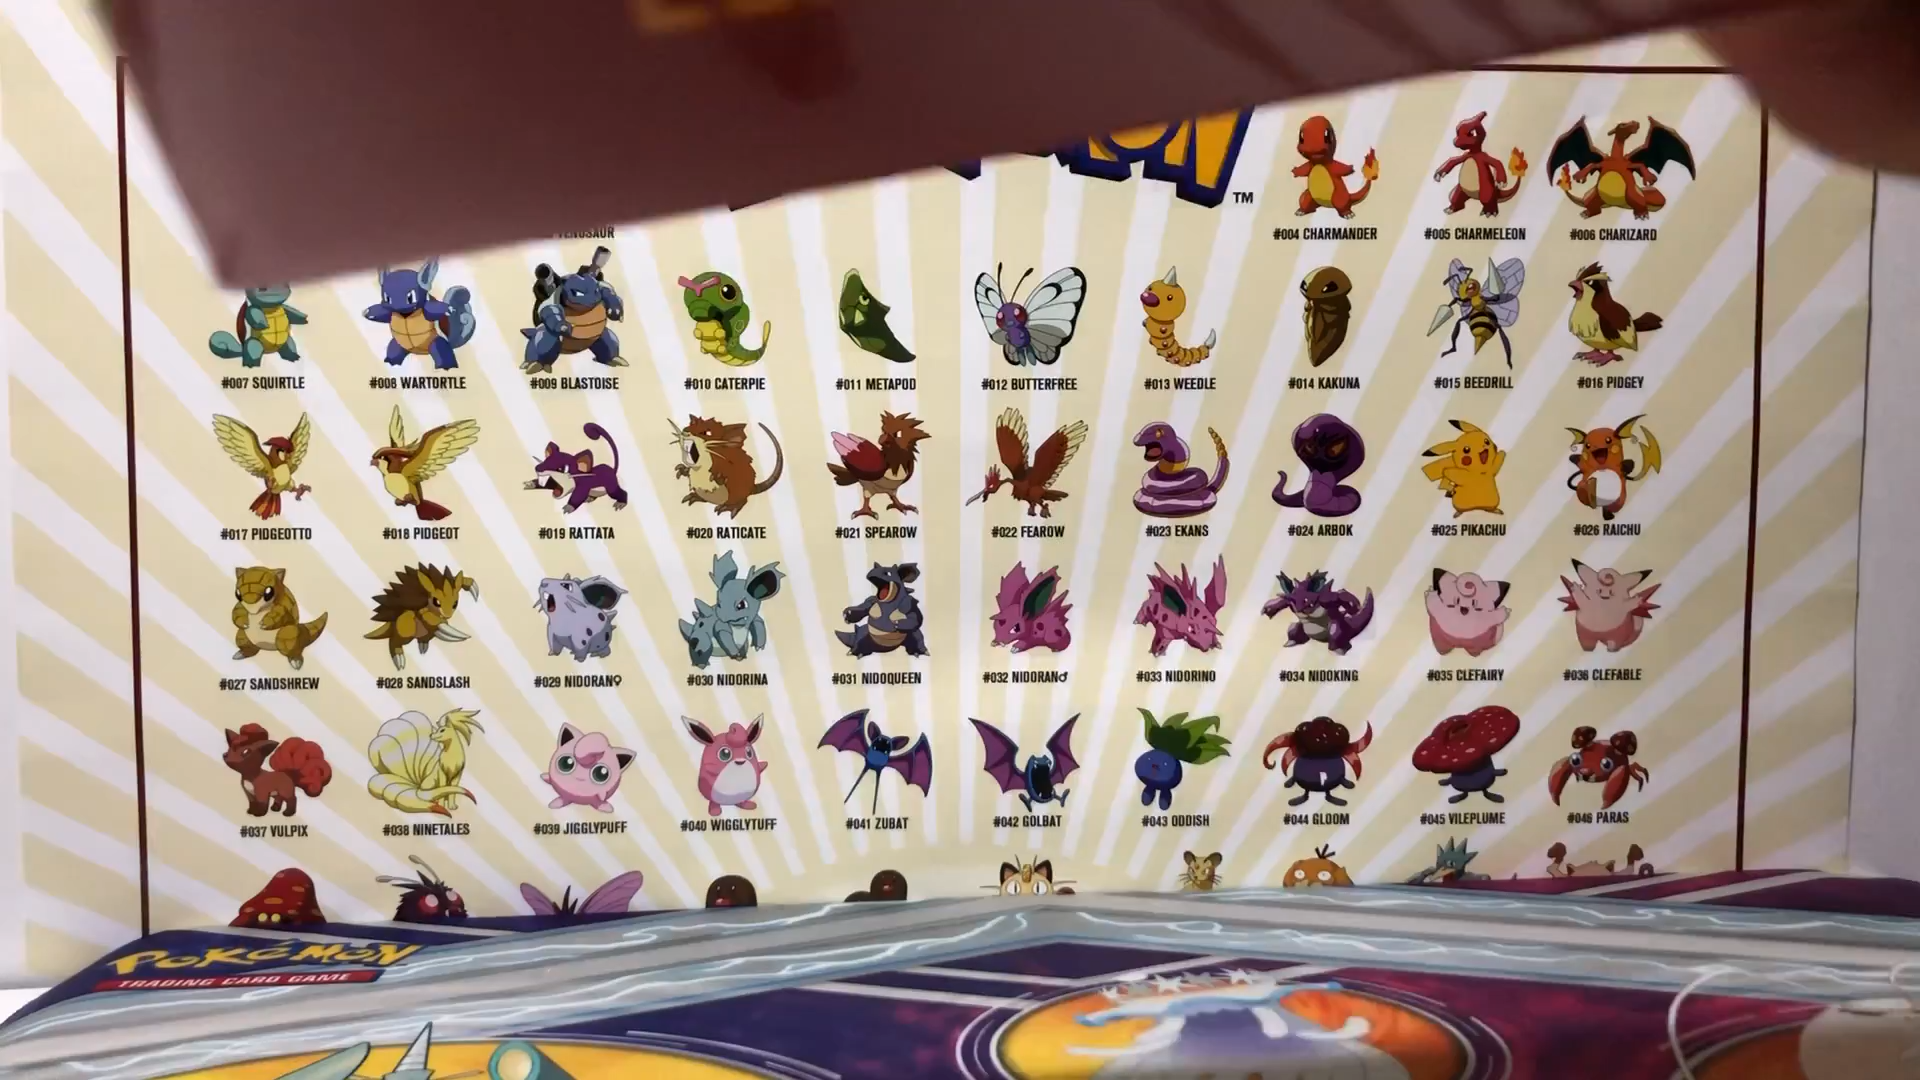 ™
#004 CHARMANDER #005 CHARMELEON #006 CHARIZARD
#007 SQUIRTLE #008 WARTORTLE #009 BLASTOISE #010 CATERPIE #011 METAPOD #012 BUTTERFREE #013 WEEDLE #014 KAKUNA #015 BEEDRILL #016 PIDGEY
#017 PIDGEOTTO #018 PIDGEOT #019 RATTATA #020 RATICATE #021 SPEAROW #022 FEAROW #023 EKANS #024 ARBOK #025 PIKACHU #026 RAICHU
#027 SANDSHREW #028 SANDSLASH #029 NIDORAN♀ #030 NIDORINA #031 NIDOQUEEN #032 NIDORAN♂ #033 NIDORINO #034 NIDOKING #035 CLEFAIRY #036 CLEFABLE
#037 VULPIX #038 NINETALES #039 JIGGLYPUFF #040 WIGGLYTUFF #041 ZUBAT #042 GOLBAT #043 ODDISH #044 GLOOM #045 VILEPLUME #046 PARAS
POKéMON
TRADING CARD GAME